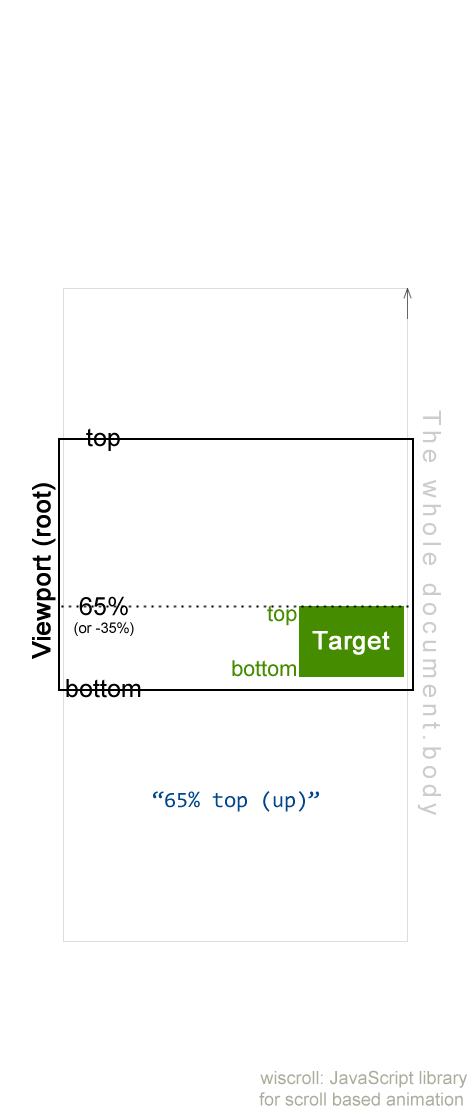 top
Viewport (root)
The whole document.body
65%
(or -35%)
top
Target
bottom
bottom
“65% top (up)”
wiscroll: JavaScript library
for scroll based animation